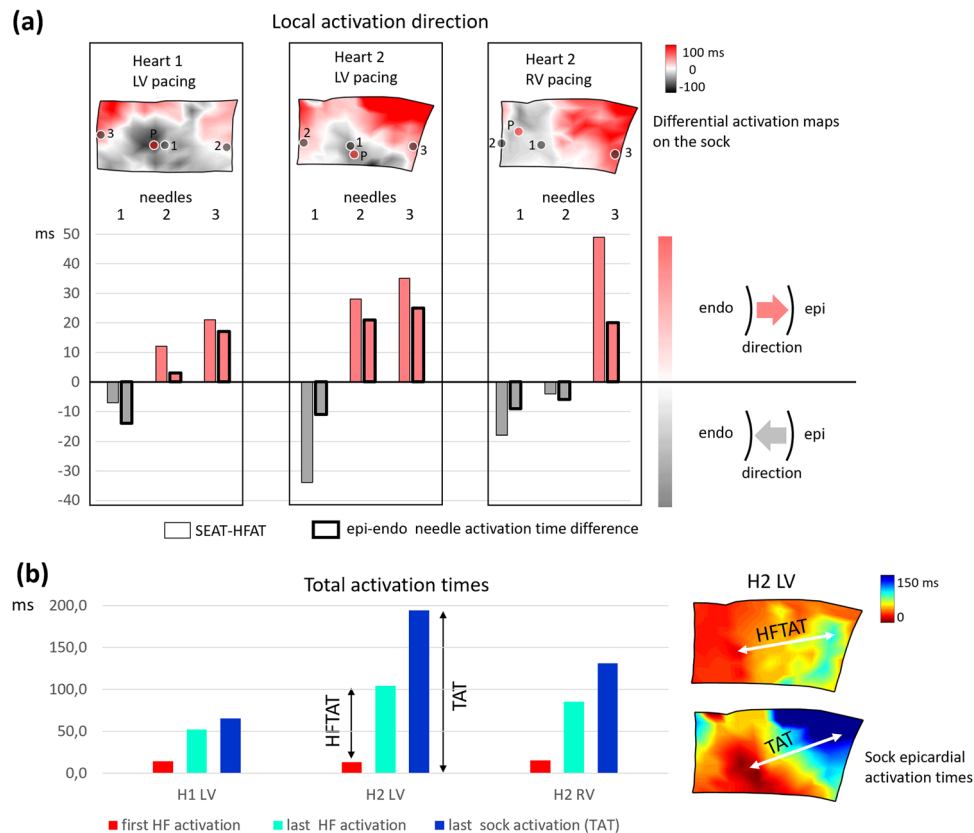 (a)
Local activation direction
Heart 1
LV pacing
Heart 2
LV pacing
Heart 2
RV pacing
100 ms
0
-100
Differential activation maps
on the sock
3
P
1
2
2
1
P
3
P
2
1
3
needles
1 2 3
needles
1 2 3
needles
1 2 3
ms
50
40
30
20
10
0
-10
-20
-30
-40
endo
epi
direction
endo
epi
direction
SEAT-HFAT
epi-endo needle activation time difference
(b)
Total activation times
ms
200,0
150,0
100,0
50,0
0,0
HFTAT
TAT
H1 LV
H2 LV
H2 RV
first HF activation
last HF activation
last sock activation (TAT)
H2 LV
150 ms
0
HFTAT
TAT
Sock epicardial
activation times